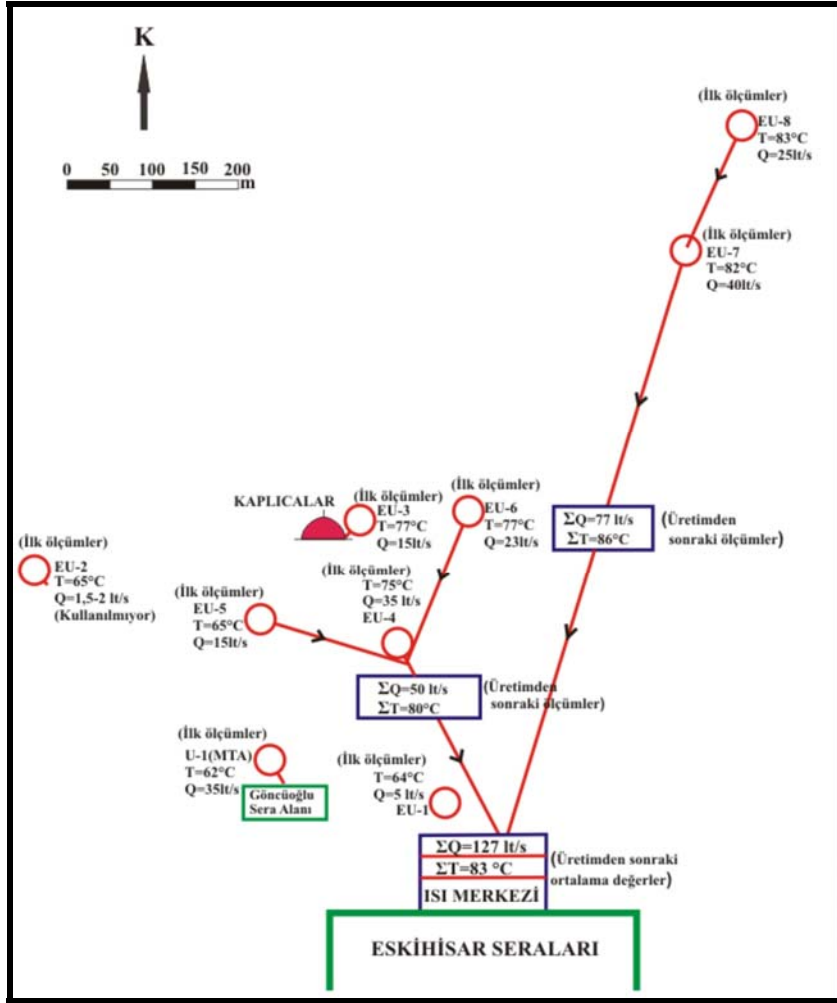 K
0 50 100 150 200
m
(İlk ölçümler)
EU-8
T=83°C
Q=25lt/s
(İlk ölçümler)
EU-7
T=82°C
Q=40lt/s
KAPLICALAR
(İlk ölçümler)
EU-3
T=77°C
Q=15lt/s
(İlk ölçümler)
EU-6
T=77°C
Q=23lt/s
ΣQ=77 lt/s
ΣT=86°C
(Üretimden
sonraki ölçümler)
(İlk ölçümler)
EU-2
T=65°C
Q=1,5-2 lt/s
(Kullanılmıyor)
(İlk ölçümler)
T=75°C
Q=35 lt/s
EU-4
(İlk ölçümler)
EU-5
T=65°C
Q=15lt/s
ΣQ=50 lt/s
ΣT=80°C
(Üretimden
sonraki ölçümler)
(İlk ölçümler)
U-1(MTA)
T=62°C
Q=35lt/s
Göncüoğlu
Sera Alanı
(İlk ölçümler)
T=64°C
Q=5 lt/s
EU-1
ΣQ=127 lt/s
ΣT=83 °C
ISI MERKEZİ
(Üretimden sonraki
ortalama değerler)
ESKİHİSAR SERALARI